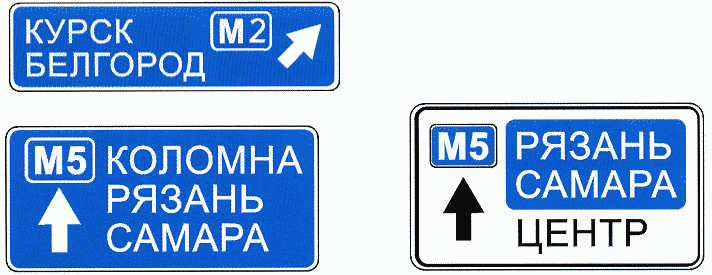 КУРСК М2
БЕЛГОРОД
М5 КОЛОМНА
РЯЗАНЬ
САМАРА
М5 РЯЗАНЬ
САМАРА
ЦЕНТР